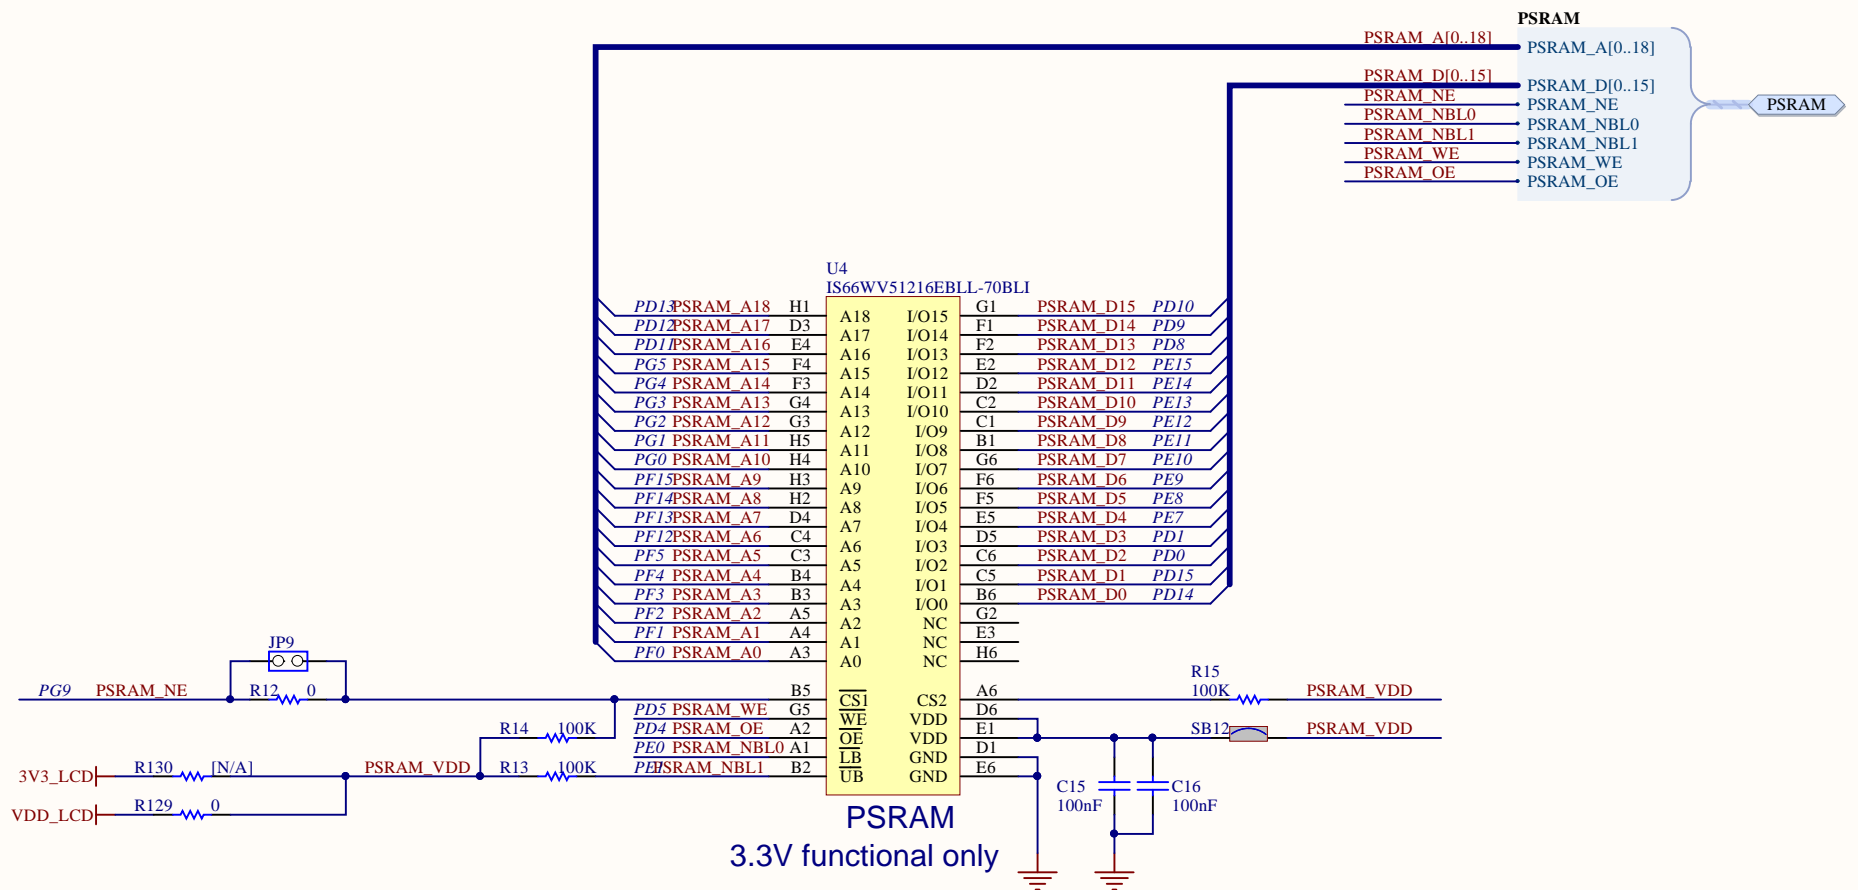 PSRAM
PSRAM_A[0..18] PSRAM_A[0..18]
PSRAM_D[0..15] PSRAM_D[0..15]
PSRAM_NE PSRAM_NE PSRAM
PSRAM_NBL0 PSRAM_NBL0
PSRAM_NBL1 PSRAM_NBL1
PSRAM_WE PSRAM_WE
PSRAM_OE PSRAM_OE
U4
IS66WV51216EBLL-70BLI
PD13 PSRAM_A18 H1 A18 I/O15 G1 PSRAM_D15 PD10
PD12 PSRAM_A17 D3 A17 I/O14 F1 PSRAM_D14 PD9
PD11 PSRAM_A16 E4 A16 I/O13 F2 PSRAM_D13 PD8
PG5 PSRAM_A15 F4 A15 I/O12 E2 PSRAM_D12 PE15
PG4 PSRAM_A14 F3 A14 I/O11 D2 PSRAM_D11 PE14
PG3 PSRAM_A13 G4 A13 I/O10 C2 PSRAM_D10 PE13
PG2 PSRAM_A12 G3 A12 I/O9 C1 PSRAM_D9 PE12
PG1 PSRAM_A11 H5 A11 I/O8 B1 PSRAM_D8 PE11
PG0 PSRAM_A10 H4 A10 I/O7 G6 PSRAM_D7 PE10
PF15 PSRAM_A9 H3 A9 I/O6 F6 PSRAM_D6 PE9
PF14 PSRAM_A8 H2 A8 I/O5 F5 PSRAM_D5 PE8
PF13 PSRAM_A7 D4 A7 I/O4 E5 PSRAM_D4 PE7
PF12 PSRAM_A6 C4 A6 I/O3 D5 PSRAM_D3 PD1
PF5 PSRAM_A5 C3 A5 I/O2 C6 PSRAM_D2 PD0
PF4 PSRAM_A4 B4 A4 I/O1 C5 PSRAM_D1 PD15
PF3 PSRAM_A3 B3 A3 I/O0 B6 PSRAM_D0 PD14
PF2 PSRAM_A2 A5 A2 NC G2
PF1 PSRAM_A1 A4 A1 NC E3
PF0 PSRAM_A0 A3 A0 NC H6
JP9
R15
PG9 PSRAM_NE R12 0 B5 CS1 CS2 A6 100K PSRAM_VDD
PD5 PSRAM_WE G5 WE VDD D6
R14 100K PD4 PSRAM_OE A2 OE VDD E1 SB12 PSRAM_VDD
PE0 PSRAM_NBL0 A1 LB GND D1
3V3_LCD R130 [N/A] PSRAM_VDD R13 100K PSRAM_NBL1 B2 UB GND E6
C15 C16
VDD_LCD R129 0 100nF 100nF
PSRAM
3.3V functional only